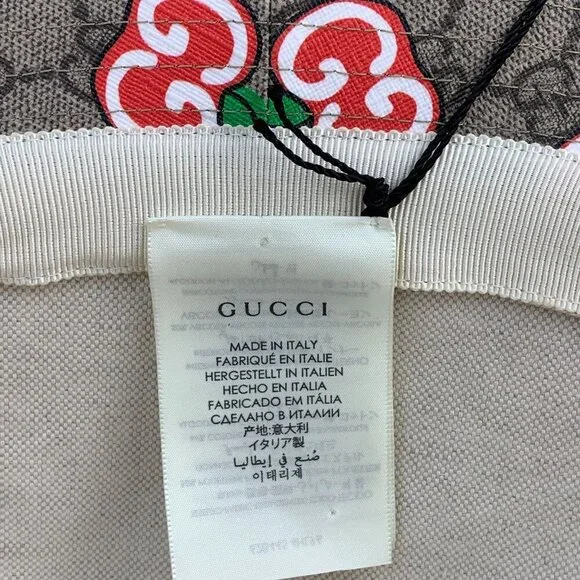 GUCCI
MADE IN ITALY
FABRIQUÉ EN ITALIE
HERGESTELLT IN ITALIEN
HECHO EN ITALIA
FABRICADO EM ITÁLIA
СДЕЛАНО В ИТАЛИИ
产地:意大利
イタリア製
صُنع في إيطاليا
이태리제